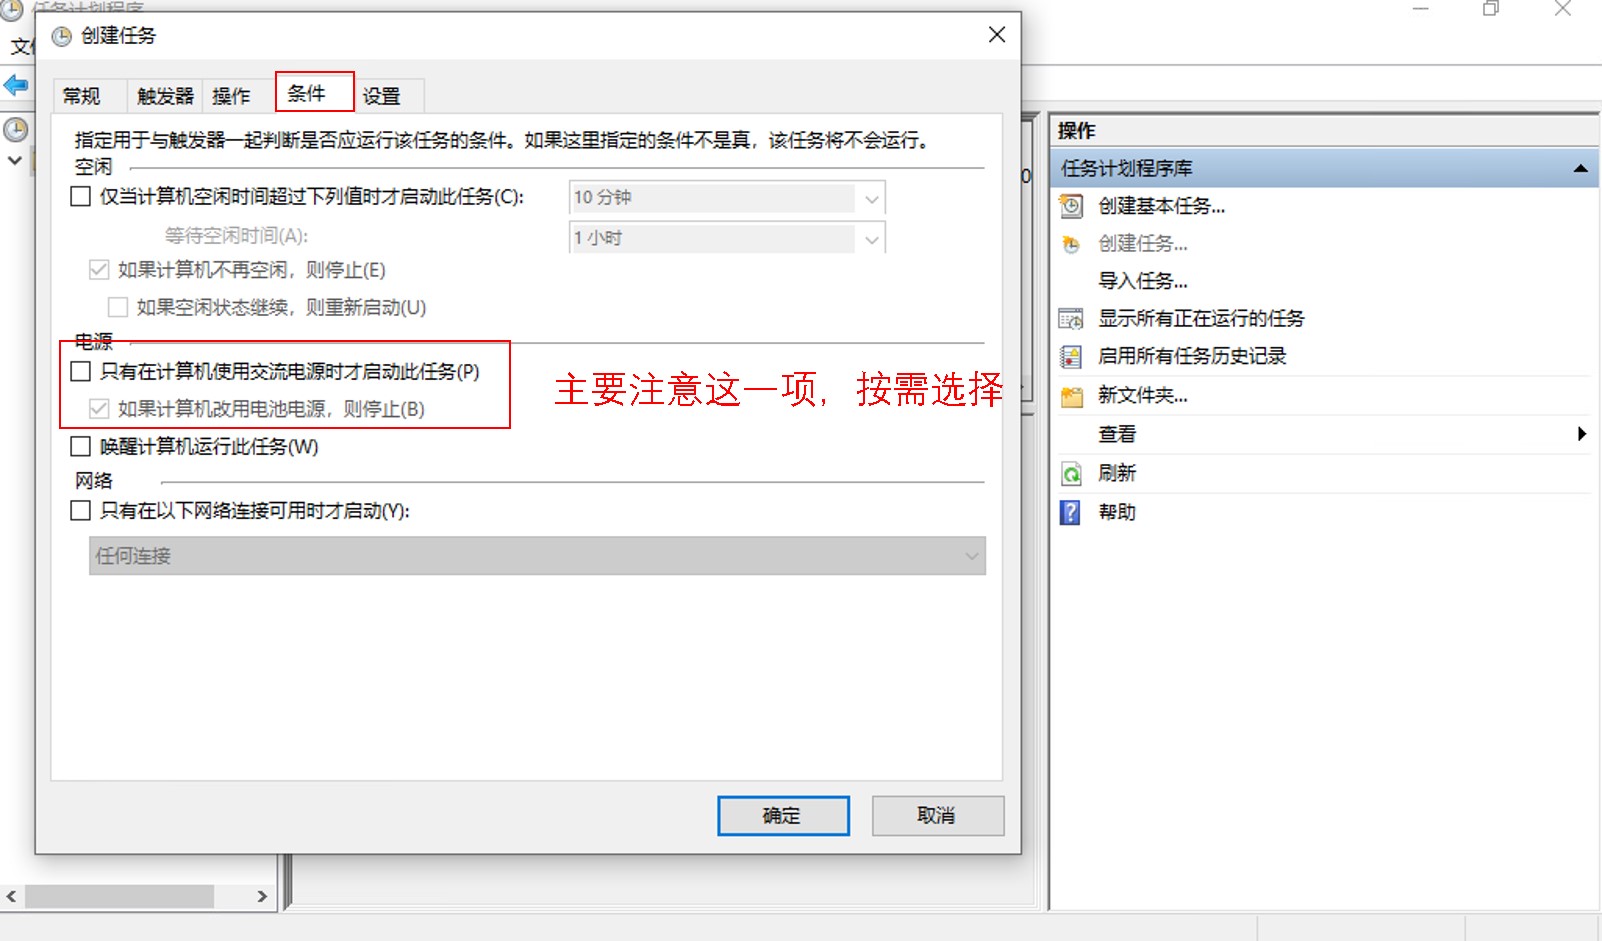 创建任务
常规 触发器 操作 条件 设置
指定用于与触发器一起判断是否应运行该任务的条件。如果这里指定的条件不是真，该任务将不会运行。
空闲
仅当计算机空闲时间超过下列值时才启动此任务(C): 10 分钟
等待空闲时间(A): 1 小时
如果计算机不再空闲，则停止(E)
如果空闲状态继续，则重新启动(U)
电源
只有在计算机使用交流电源时才启动此任务(P)
如果计算机改用电池电源，则停止(B)
主要注意这一项，按需选择
唤醒计算机运行此任务(W)
网络
只有在以下网络连接可用时才启动(Y):
任何连接
确定 取消
操作
任务计划程序库
创建基本任务...
创建任务...
导入任务...
显示所有正在运行的任务
启用所有任务历史记录
新文件夹...
查看
刷新
帮助